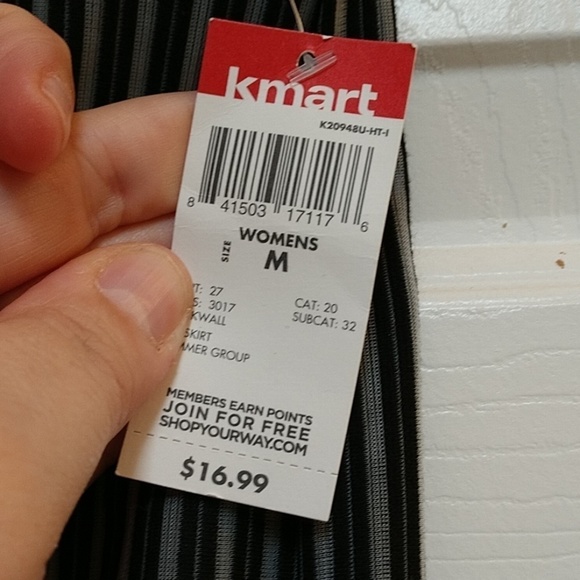 kmart
K20948U-HT-I
8 41503 17117 6
SIZE
WOMENS
M
T: 27
S: 3017
CAT: 20
SUBCAT: 32
KWALL
SKIRT
MMER GROUP
MEMBERS EARN POINTS
JOIN FOR FREE
SHOPYOURWAY.COM
$16.99